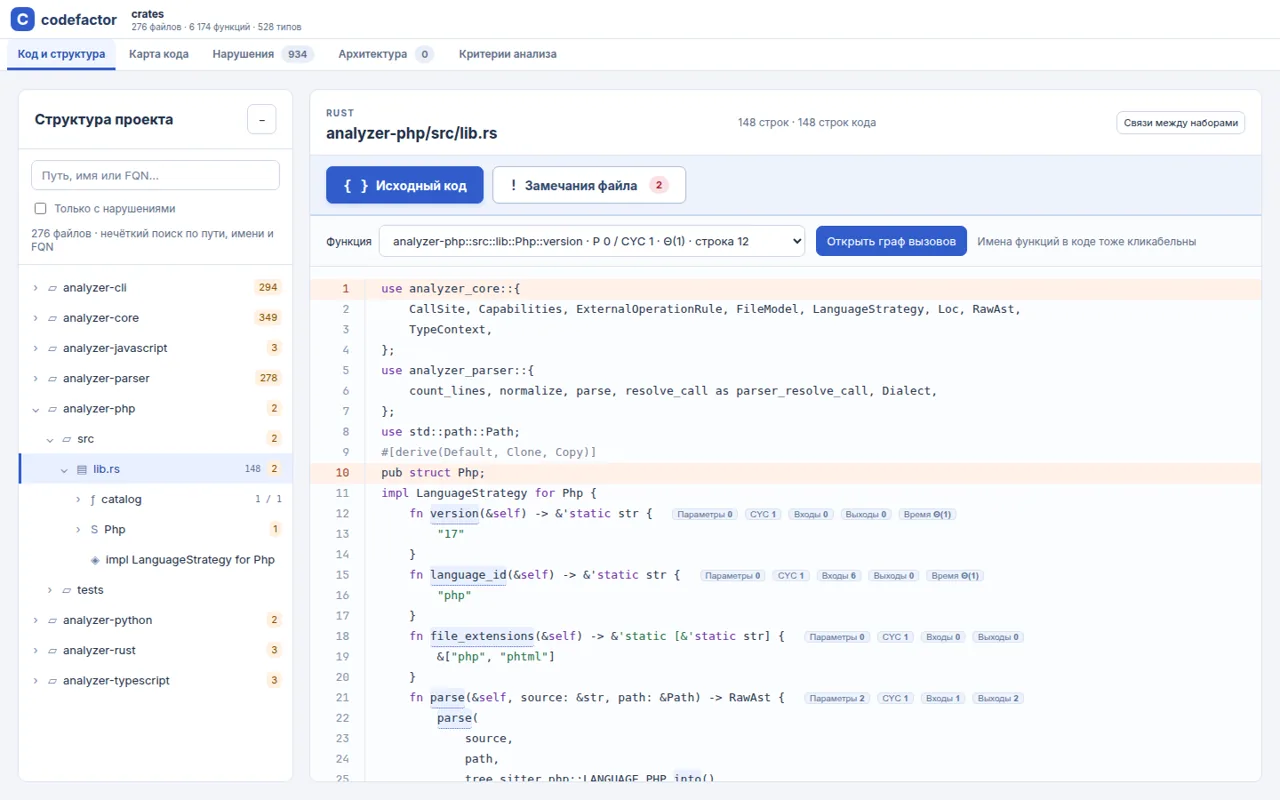 C codefactor
crates
276 файлов · 6 174 функций · 528 типов
Код и структура Карта кода Нарушения 934 Архитектура 0 Критерии анализа
Структура проекта –
Путь, имя или FQN...
Только с нарушениями
276 файлов · нечёткий поиск по пути, имени и
FQN
analyzer-cli 294
analyzer-core 349
analyzer-javascript 3
analyzer-parser 278
analyzer-php 2
src 2
lib.rs 148 2
ƒ catalog 1 / 1
S Php 1
impl LanguageStrategy for Php
tests
analyzer-python 2
analyzer-rust 3
analyzer-typescript 3
RUST
analyzer-php/src/lib.rs
148 строк · 148 строк кода
Связи между наборами
{ } Исходный код
! Замечания файла 2
Функция analyzer-php::src::lib::Php::version · P 0 / CYC 1 · Θ(1) · строка 12 Открыть граф вызовов Имена функций в коде тоже кликабельны
1 use analyzer_core::{
2 CallSite, Capabilities, ExternalOperationRule, FileModel, LanguageStrategy, Loc, RawAst,
3 TypeContext,
4 };
5 use analyzer_parser::{
6 count_lines, normalize, parse, resolve_call as parser_resolve_call, Dialect,
7 };
8 use std::path::Path;
9 #[derive(Default, Clone, Copy)]
10 pub struct Php;
11 impl LanguageStrategy for Php {
12 fn version(&self) -> &'static str { Параметры 0 CYC 1 Входы 0 Выходы 0 Время Θ(1)
13 "17"
14 }
15 fn language_id(&self) -> &'static str { Параметры 0 CYC 1 Входы 6 Выходы 0 Время Θ(1)
16 "php"
17 }
18 fn file_extensions(&self) -> &'static [&'static str] { Параметры 0 CYC 1 Входы 0 Выходы 0
19 &["php", "phtml"]
20 }
21 fn parse(&self, source: &str, path: &Path) -> RawAst { Параметры 2 CYC 1 Входы 1 Выходы 2
22 parse(
23 source,
24 path,
25 tree_sitter_php::LANGUAGE_PHP.into()